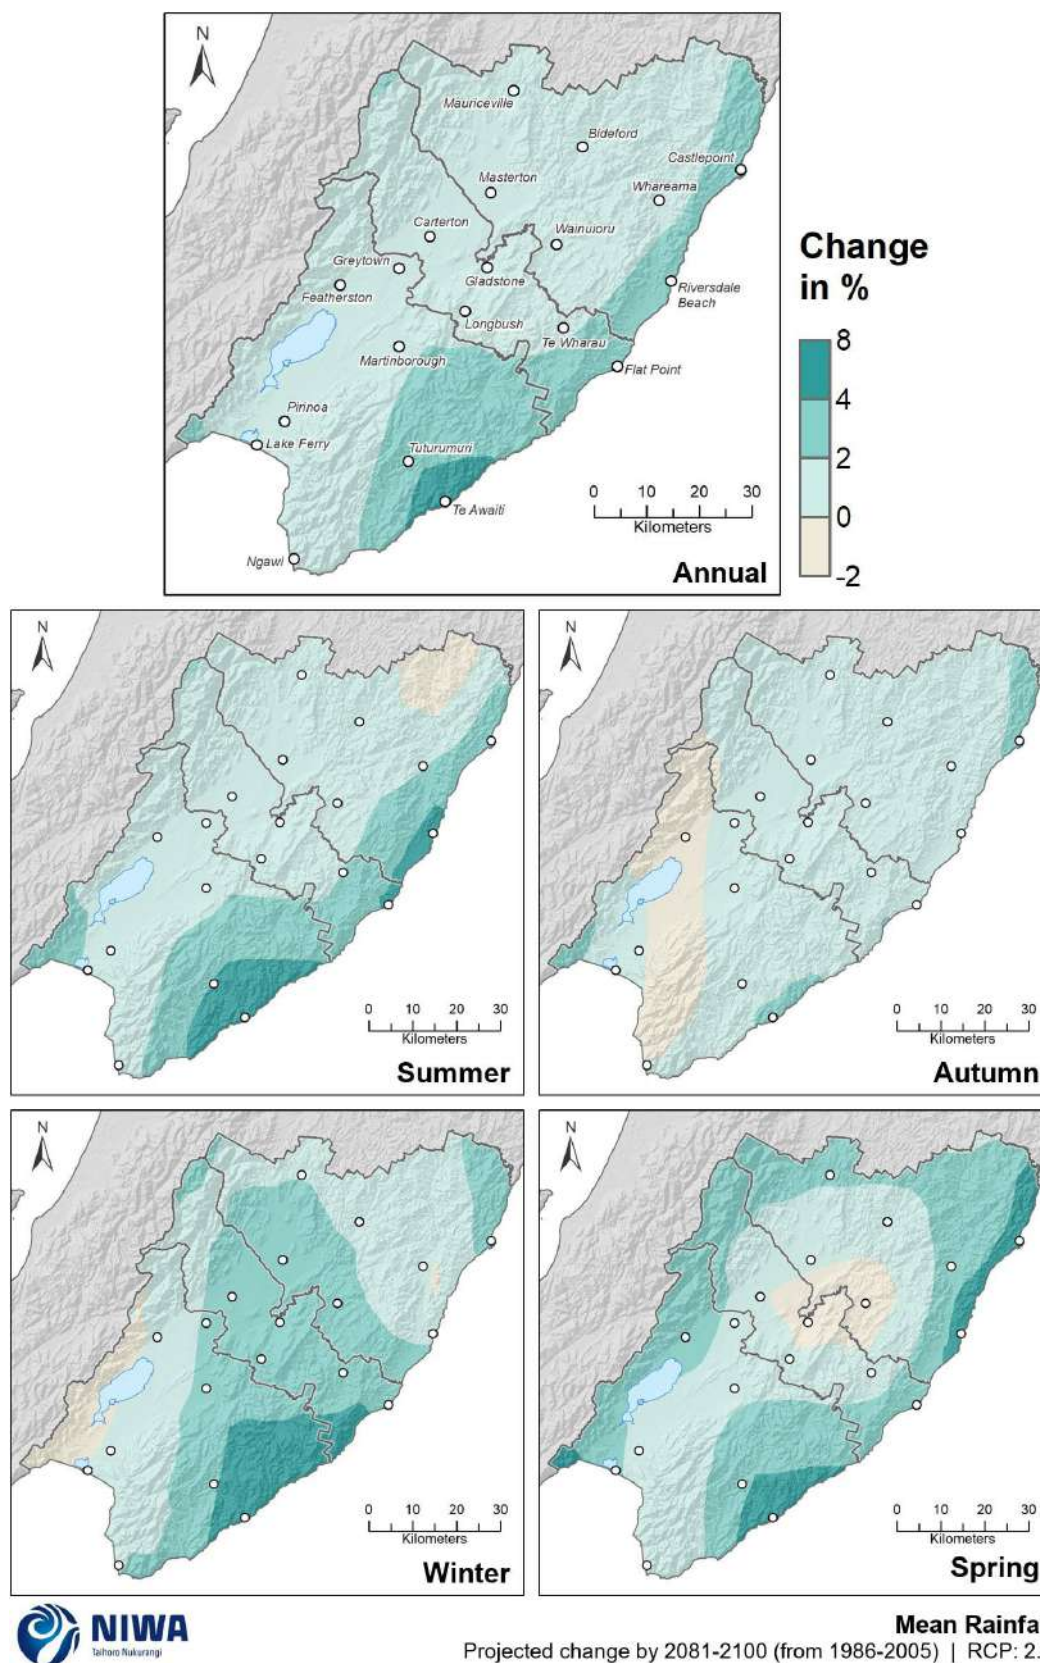 N
Mauriceville
Bideford
Castlepoint
Masterton
Whareama
Carterton
Wainuioru
Greytown
Gladstone
Featherston
Riversdale
Beach
Longbush
Te Wharau
Martinborough
Flat Point
Pirinoa
Lake Ferry
Tuturumuri
Te Awaiti
Ngawi
0 10 20 30
Kilometers
Annual
Change
in %
8
4
2
0
-2
N
0 10 20 30
Kilometers
Summer
N
0 10 20 30
Kilometers
Autumn
N
0 10 20 30
Kilometers
Winter
N
0 10 20 30
Kilometers
Spring
NIWA
Taihoro Nukurangi
Mean Rainfa
Projected change by 2081-2100 (from 1986-2005) | RCP: 2.